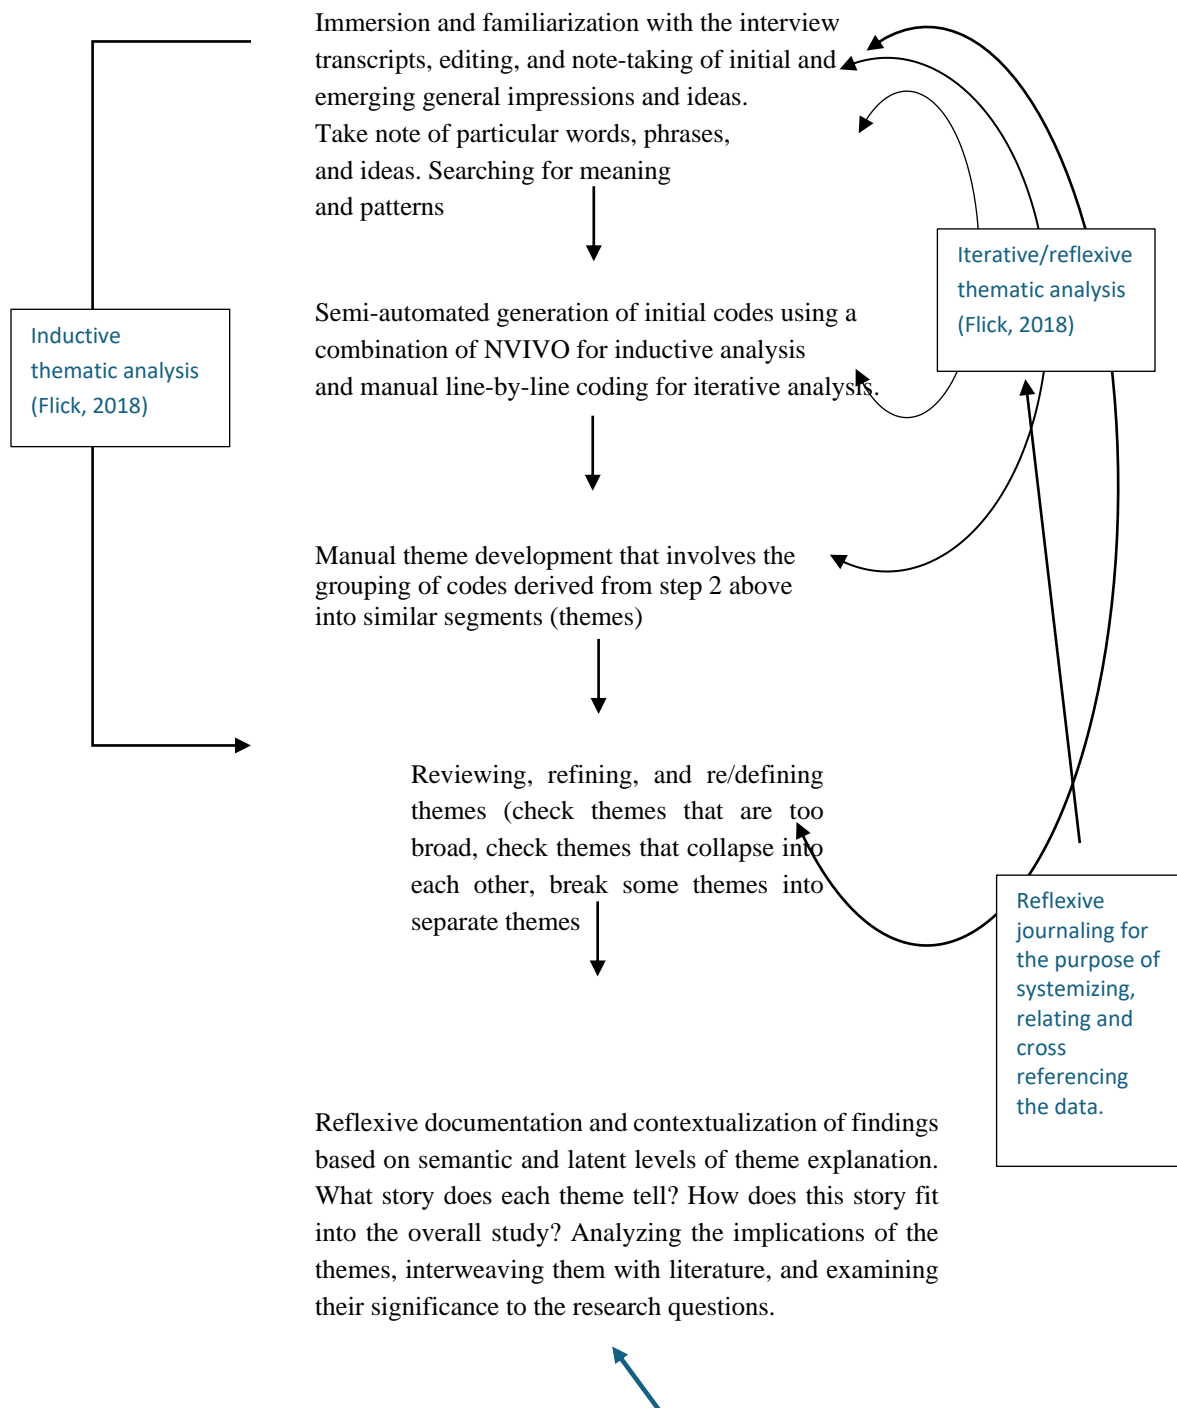 Immersion and familiarization with the interview
transcripts, editing, and note-taking of initial and
emerging general impressions and ideas.
Take note of particular words, phrases,
and ideas. Searching for meaning
and patterns
Iterative/reflexive
thematic analysis
(Flick, 2018)
Inductive
thematic analysis
(Flick, 2018)
Semi-automated generation of initial codes using a
combination of NVIVO for inductive analysis
and manual line-by-line coding for iterative analysis.
Manual theme development that involves the
grouping of codes derived from step 2 above
into similar segments (themes)
Reviewing, refining, and re/defining
themes (check themes that are too
broad, check themes that collapse into
each other, break some themes into
separate themes
Reflexive
journaling for
the purpose of
systemizing,
relating and
cross
referencing
the data.
Reflexive documentation and contextualization of findings
based on semantic and latent levels of theme explanation.
What story does each theme tell? How does this story fit
into the overall study? Analyzing the implications of the
themes, interweaving them with literature, and examining
their significance to the research questions.